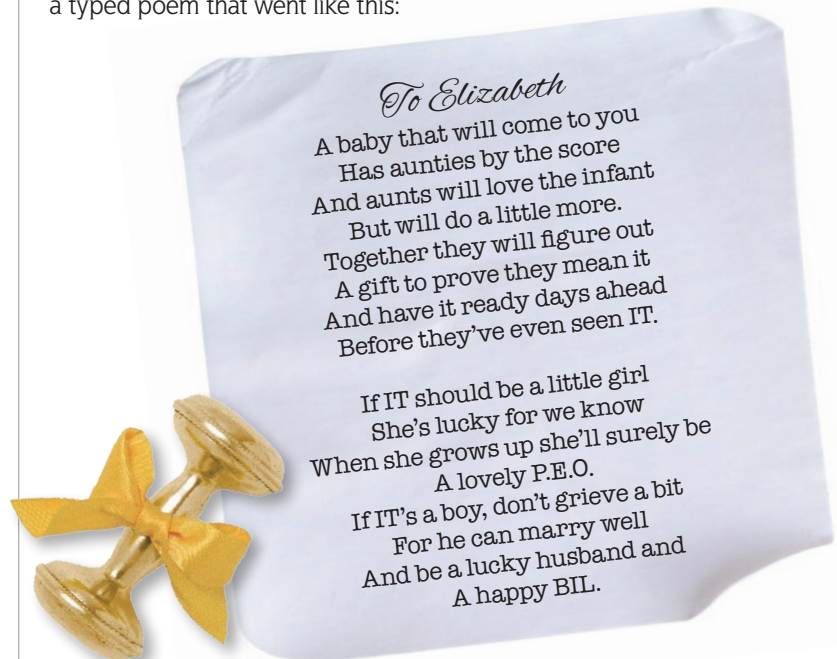 a typed poem that went like this:
To Elizabeth
A baby that will come to you
Has aunties by the score
And aunts will love the infant
But will do a little more.
Together they will figure out
A gift to prove they mean it
And have it ready days ahead
Before they’ve even seen IT.
If IT should be a little girl
She’s lucky for we know
When she grows up she’ll surely be
A lovely P.E.O.
If IT’s a boy, don’t grieve a bit
For he can marry well
And be a lucky husband and
A happy BIL.